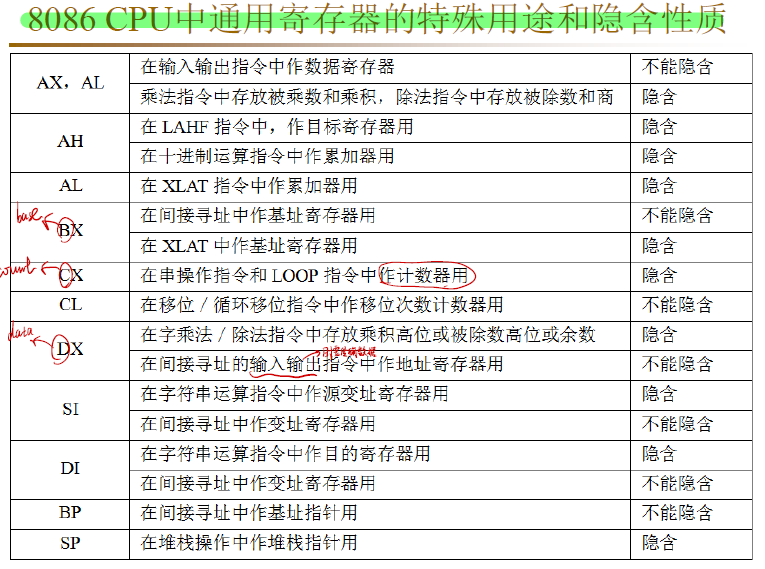 8086 CPU中通用寄存器的特殊用途和隐含性质
AX，AL
在输入输出指令中作数据寄存器
不能隐含
乘法指令中存放被乘数和乘积，除法指令中存放被除数和商
隐含
AH
在 LAHF 指令中，作目标寄存器用
隐含
在十进制运算指令中作累加器用
隐含
AL
在 XLAT 指令中作累加器用
隐含
base
BX
在间接寻址中作基址寄存器用
不能隐含
在 XLAT 中作基址寄存器用
隐含
CX
在串操作指令和 LOOP 指令中作计数器用
隐含
CL
在移位／循环移位指令中作移位次数计数器用
不能隐含
data
DX
在字乘法／除法指令中存放乘积高位或被除数高位或余数
隐含
在间接寻址的输入输出指令中作地址寄存器用
不能隐含
SI
在字符串运算指令中作源变址寄存器用
隐含
在间接寻址中作变址寄存器用
不能隐含
DI
在字符串运算指令中作目的寄存器用
隐含
在间接寻址中作变址寄存器用
不能隐含
BP
在间接寻址中作基址指针用
不能隐含
SP
在堆栈操作中作堆栈指针用
隐含